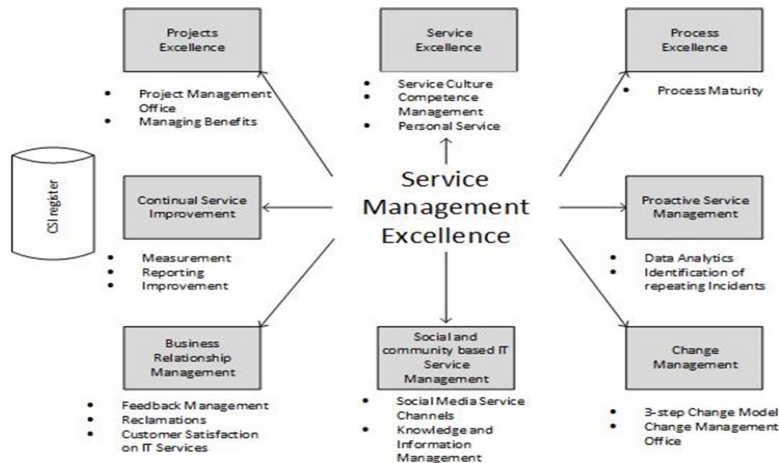 Projects
Excellence
Service
Excellence
Process
Excellence
• Project Management
Office
• Managing Benefits
• Service Culture
• Competence
Management
• Personal Service
• Process Maturity
CSI register
Continual Service
Improvement
Service
Management
Excellence
Proactive Service
Management
• Measurement
• Reporting
• Improvement
• Data Analytics
• Identification of
repeating Incidents
Business
Relationship
Management
Social and
community based IT
Service
Management
Change
Management
• Feedback Management
• Reclamations
• Customer Satisfaction
on IT Services
• Social Media Service
Channels
• Knowledge and
Information
Management
• 3-step Change Model
• Change Management
Office